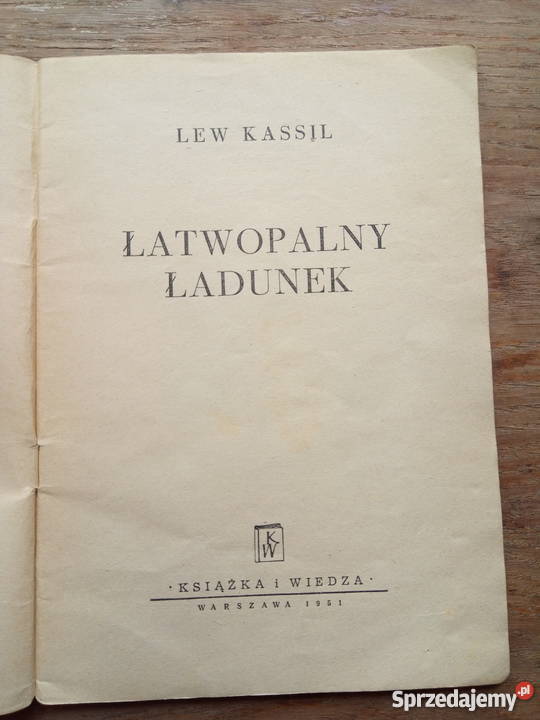 LEW KASSIL
ŁATWOPALNY
ŁADUNEK
KW
· KSIĄŻKA i WIEDZA ·
WARSZAWA 1951
Sprzedajemy.pl